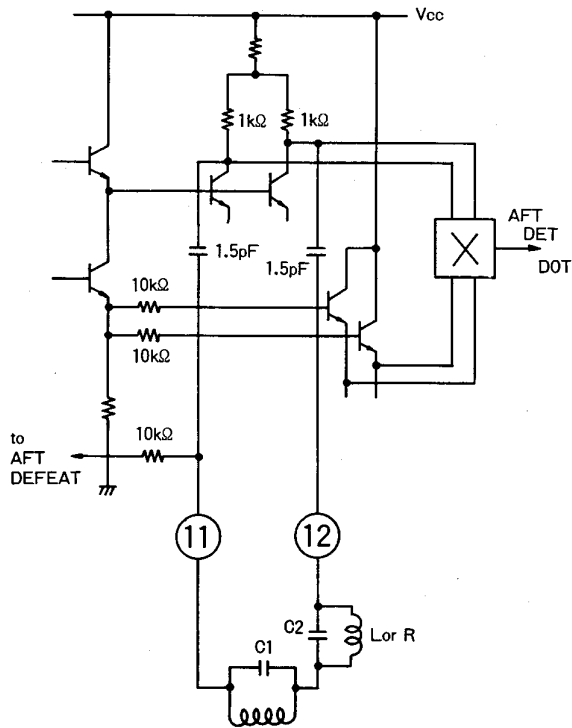 Vcc
1kΩ
1kΩ
1.5pF
1.5pF
AFT
DET
DOT
10kΩ
10kΩ
10kΩ
to
AFT
DEFEAT
11
12
C2
L or R
C1